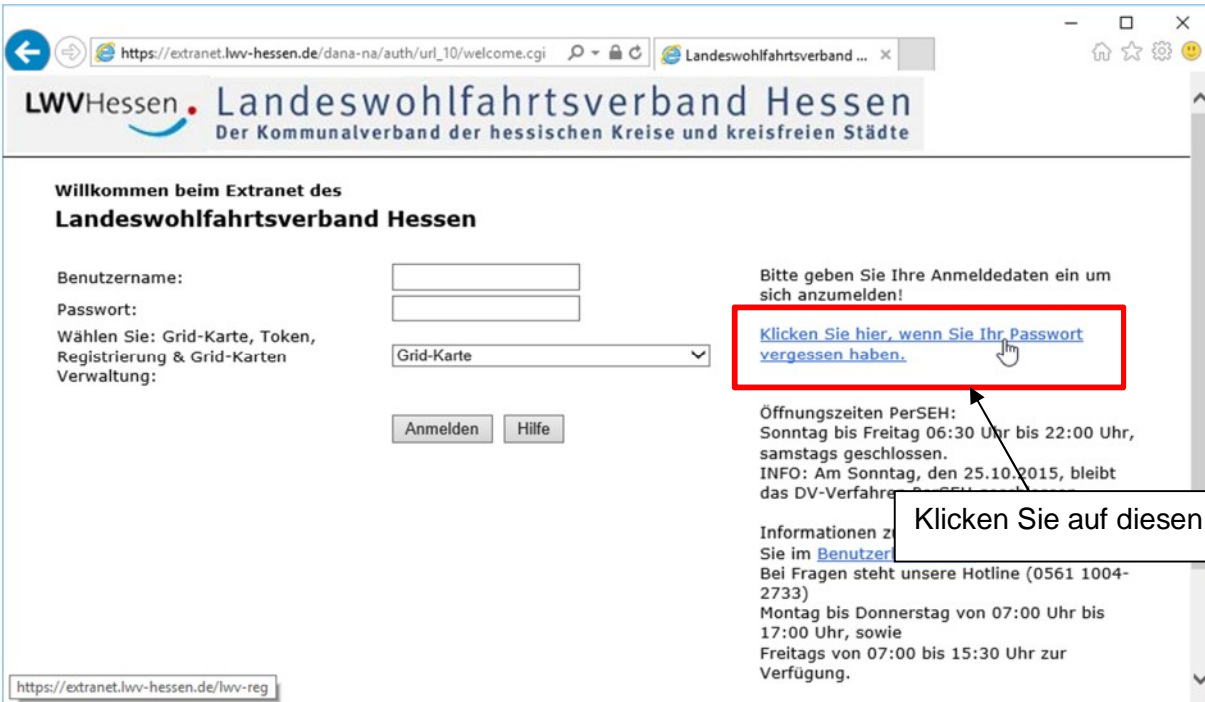 https://extranet.lwv-hessen.de/dana-na/auth/url_10/welcome.cgi
Landeswohlfahrtsverband ...
LWVHessen.
Landeswohlfahrtsverband Hessen
Der Kommunalverband der hessischen Kreise und kreisfreien Städte
Willkommen beim Extranet des
Landeswohlfahrtsverband Hessen
Benutzername:
Passwort:
Wählen Sie: Grid-Karte, Token,
Registrierung & Grid-Karten
Verwaltung:
Grid-Karte
Anmelden
Hilfe
Bitte geben Sie Ihre Anmeldedaten ein um
sich anzumelden!
Klicken Sie hier, wenn Sie Ihr Passwort
vergessen haben.
Öffnungszeiten PerSEH:
Sonntag bis Freitag 06:30 Uhr bis 22:00 Uhr,
samstags geschlossen.
INFO: Am Sonntag, den 25.10.2015, bleibt
das DV-Verfahren
Klicken Sie auf diesen
Informationen
Sie im
Bei Fragen steht unsere Hotline (0561 1004-
2733)
Montag bis Donnerstag von 07:00 Uhr bis
17:00 Uhr, sowie
Freitags von 07:00 bis 15:30 Uhr zur
Verfügung.
https://extranet.lwv-hessen.de/lwv-reg